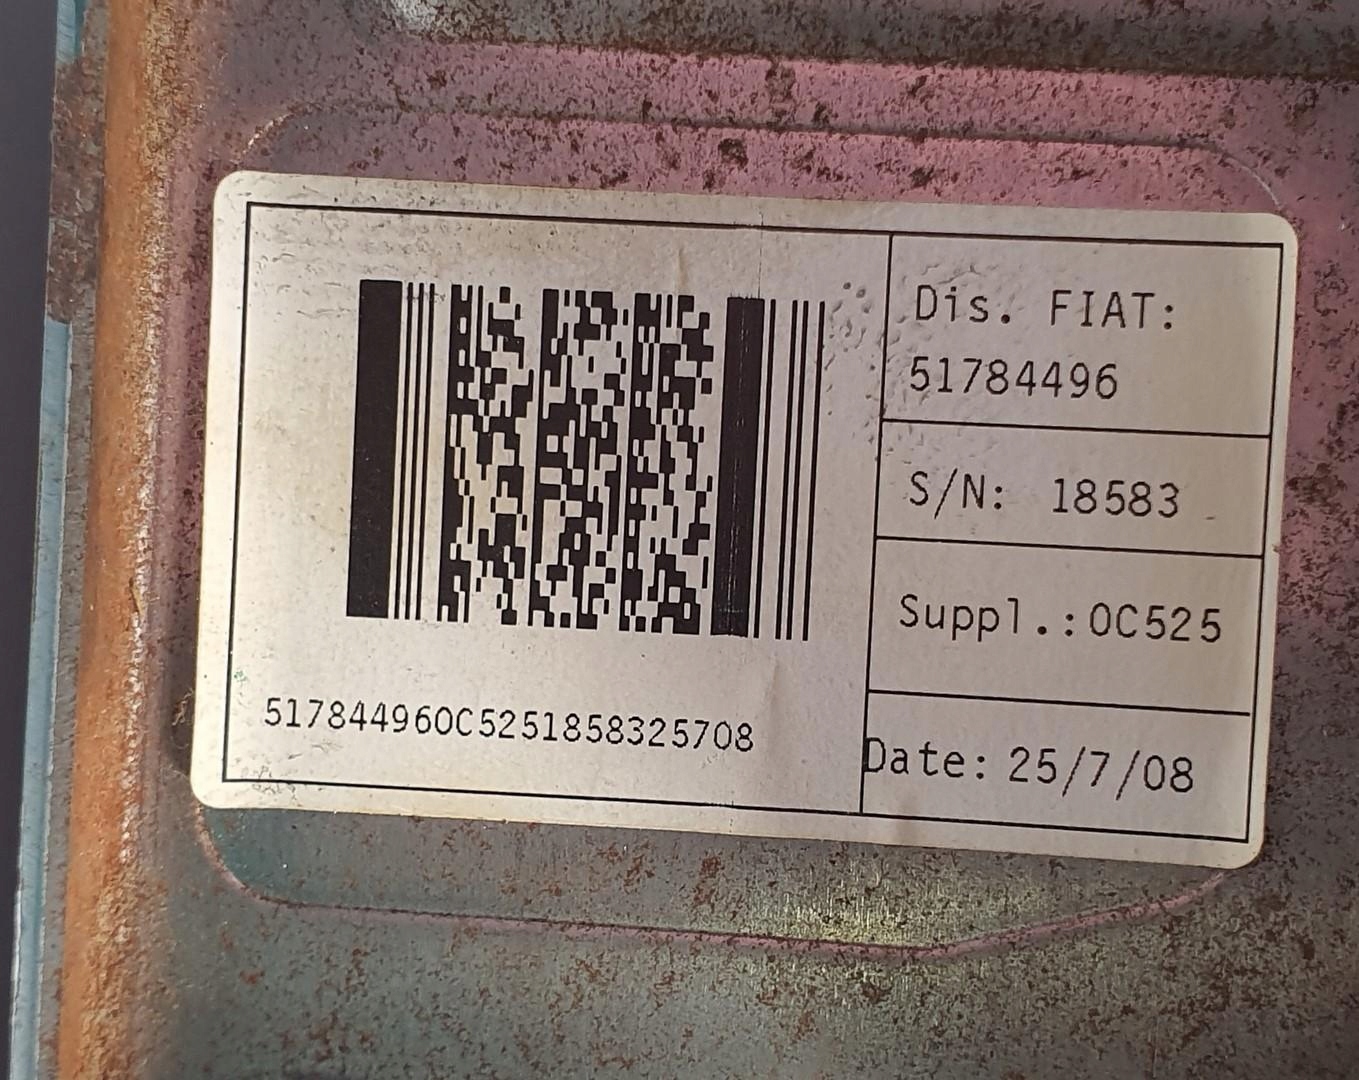 Dis. FIAT:
51784496
S/N: 18583
Suppl.:0C525
Date: 25/7/08
517844960C5251858325708